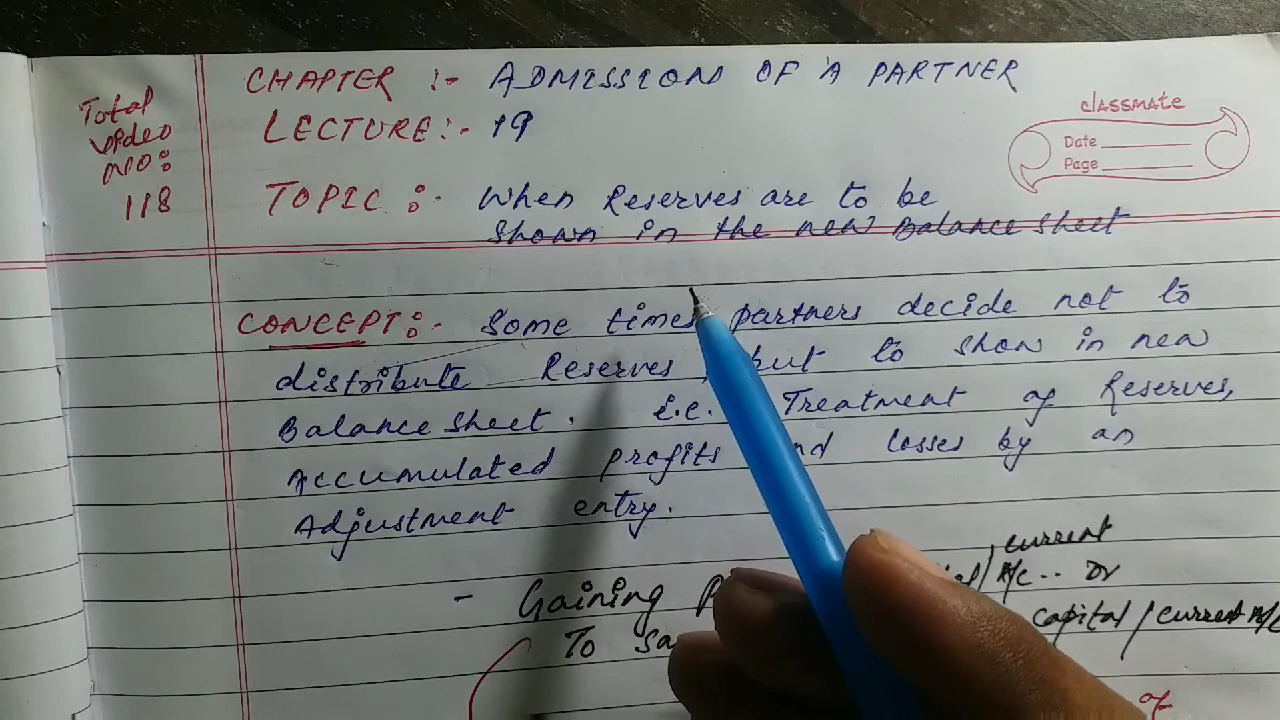 CHAPTER :- ADMISSION OF A PARTNER
Total
video
NO:
118
LECTURE:- 19
classmate
Date
Page
TOPIC :- When Reserves are to be
shown in the new Balance sheet
CONCEPT:- Some times partners decide not to
distribute Reserves, but to show in new
Balance sheet. i.e. Treatment of Reserves,
Accumulated profits and losses by an
Adjustment entry.
- Gaining
current
A/c .. Dr
To
capital / current A/c
of